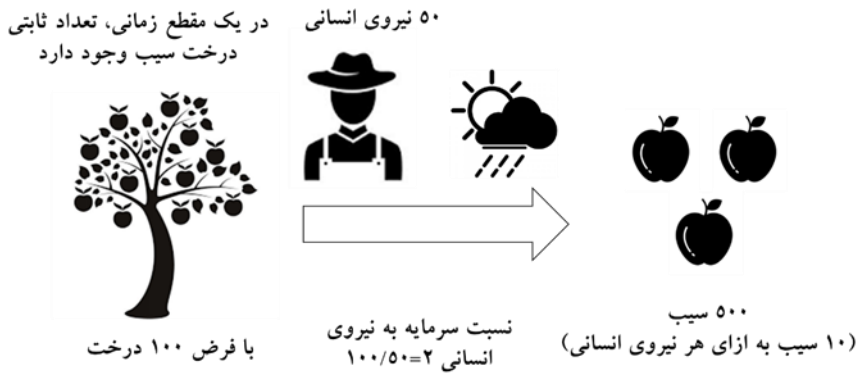 در یک مقطع زمانی، تعداد ثابتی
درخت سیب وجود دارد
۵۰ نیروی انسانی
با فرض ۱۰۰ درخت
نسبت سرمایه به نیروی
انسانی ۲=۱۰۰/۵۰
۵۰۰ سیب
(۱۰ سیب به ازای هر نیروی انسانی)